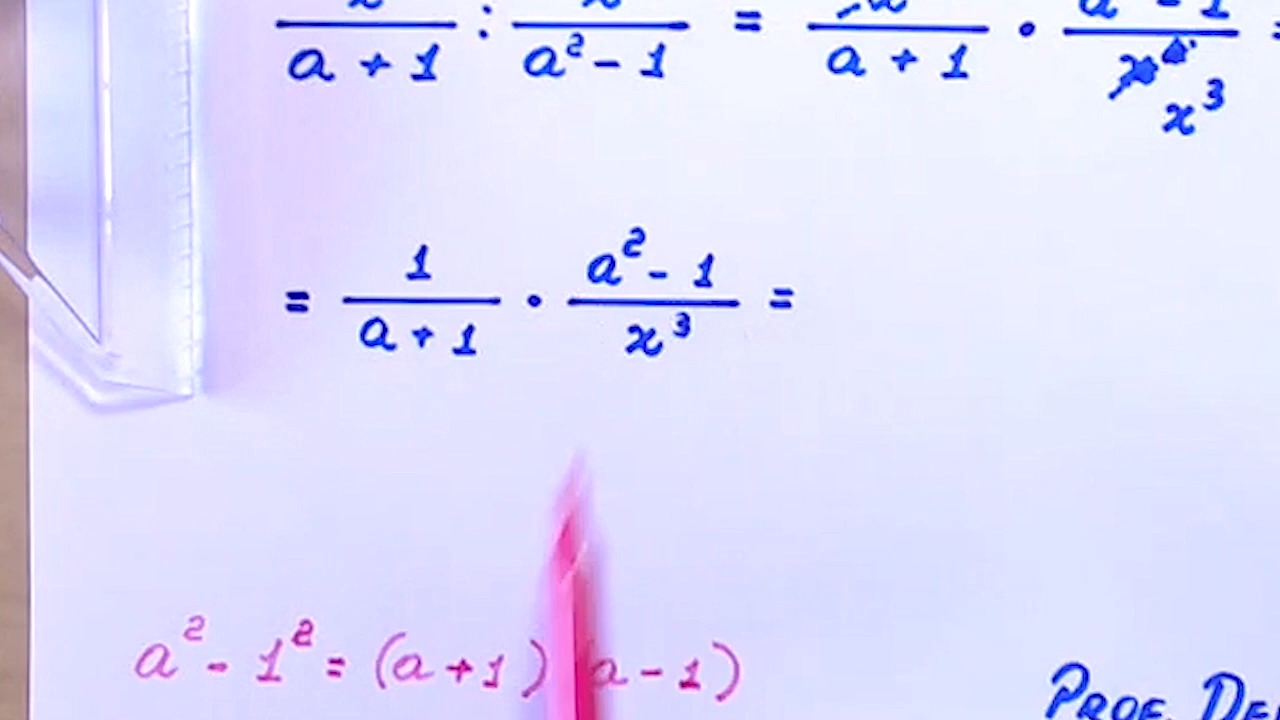 a + 1 : a² - 1 = a + 1 · x³
= 1/(a + 1) · (a² - 1)/x³ =
a² - 1² = (a + 1)(a - 1)
PROF. DE